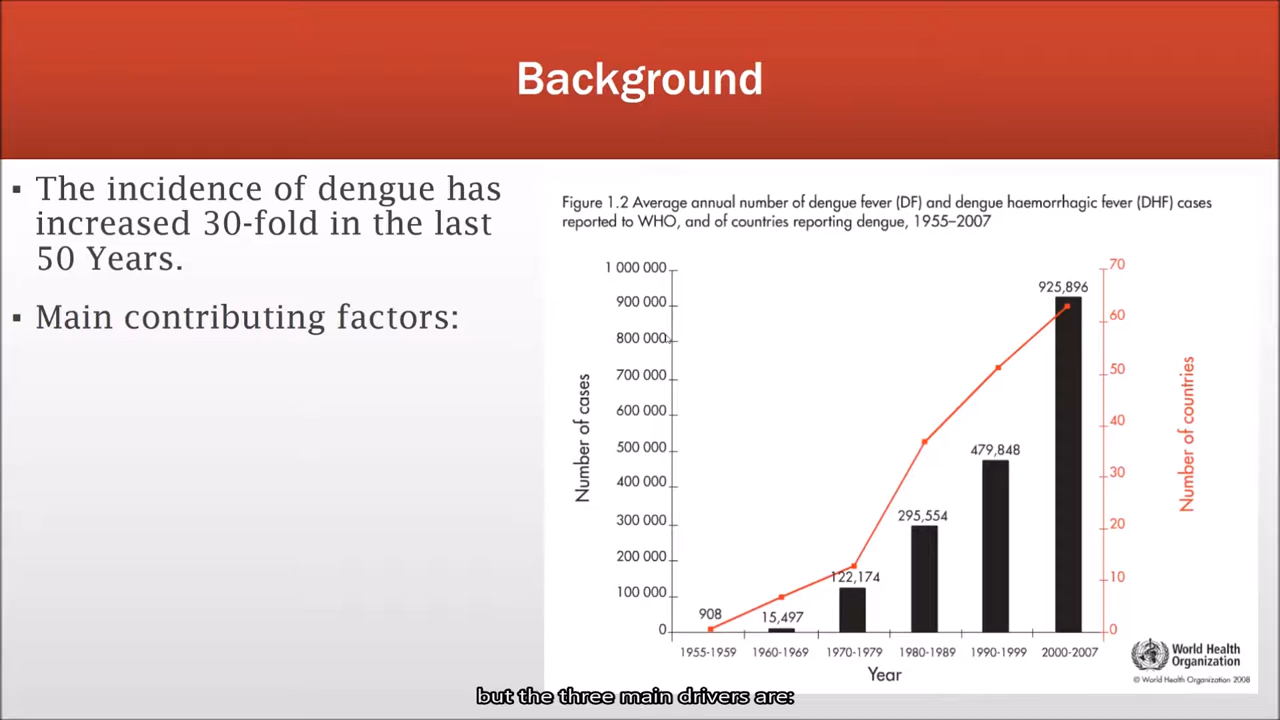 Background
▪ The incidence of dengue has
increased 30-fold in the last
50 Years.
▪ Main contributing factors:
Figure 1.2 Average annual number of dengue fever (DF) and dengue haemorrhagic fever (DHF) cases
reported to WHO, and of countries reporting dengue, 1955–2007
Number of cases
1 000 000
900 000
800 000
700 000
600 000
500 000
400 000
300 000
200 000
100 000
0
908
15,497
122,174
295,554
479,848
925,896
70
60
50
40
30
20
10
0
Number of countries
1955-1959 1960-1969 1970-1979 1980-1989 1990-1999 2000-2007
Year
World Health
Organization
© World Health Organization 2008
but the three main drivers are: